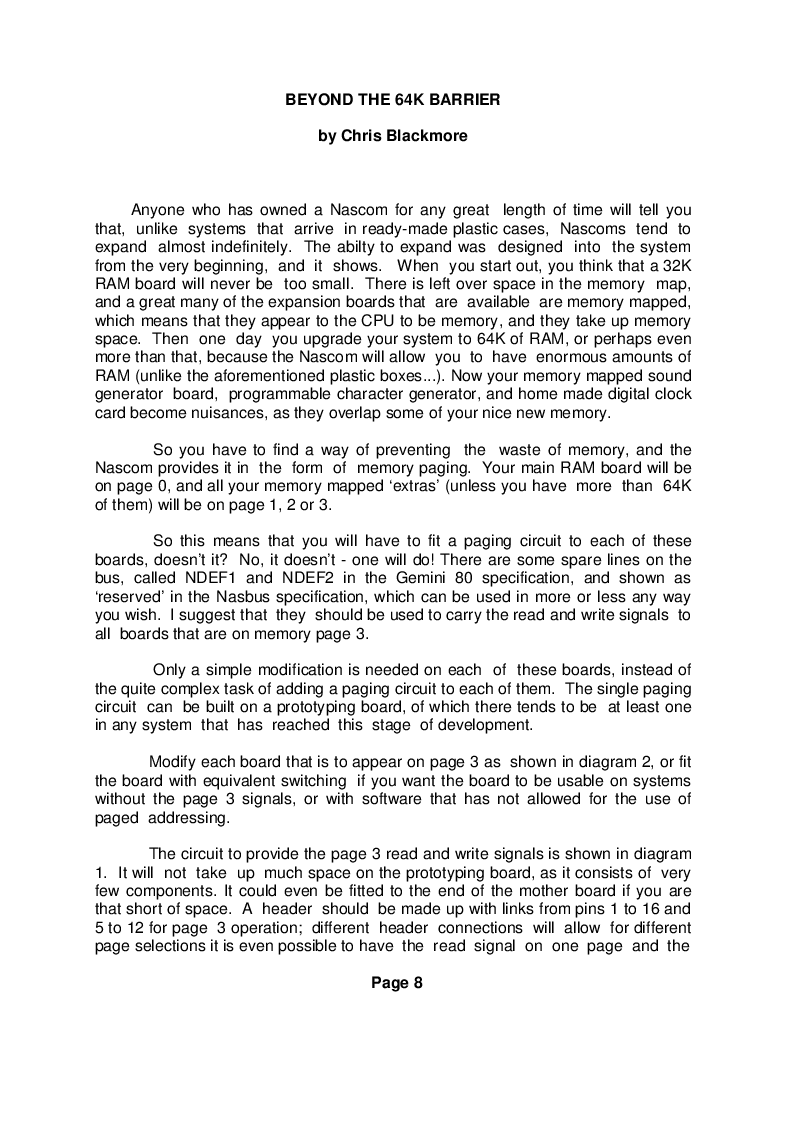 BEYOND THE 64K BARRIER
by Chris Blackmore
Anyone who has owned a Nascom for any great length of time will tell you
that, unlike systems that arrive in ready-made plastic cases, Nascoms tend to
expand almost indefinitely. The abilty to expand was designed into the system
from the very beginning, and it shows. When you start out, you think that a 32K
RAM board will never be too small. There is left over space in the memory map,
and a great many of the expansion boards that are available are memory mapped,
which means that they appear to the CPU to be memory, and they take up memory
space. Then one day you upgrade your system to 64K of RAM, or perhaps even
more than that, because the Nascom will allow you to have enormous amounts of
RAM (unlike the aforementioned plastic boxes...). Now your memory mapped sound
generator board, programmable character generator, and home made digital clock
card become nuisances, as they overlap some of your nice new memory.
So you have to find a way of preventing the waste of memory, and the
Nascom provides it in the form of memory paging. Your main RAM board will be
on page 0, and all your memory mapped ‘extras’ (unless you have more than 64K
of them) will be on page 1, 2 or 3.
So this means that you will have to fit a paging circuit to each of these
boards, doesn’t it? No, it doesn’t - one will do! There are some spare lines on the
bus, called NDEF1 and NDEF2 in the Gemini 80 specification, and shown as
‘reserved’ in the Nasbus specification, which can be used in more or less any way
you wish. I suggest that they should be used to carry the read and write signals to
all boards that are on memory page 3.
Only a simple modification is needed on each of these boards, instead of
the quite complex task of adding a paging circuit to each of them. The single paging
circuit can be built on a prototyping board, of which there tends to be at least one
in any system that has reached this stage of development.
Modify each board that is to appear on page 3 as shown in diagram 2, or fit
the board with equivalent switching if you want the board to be usable on systems
without the page 3 signals, or with software that has not allowed for the use of
paged addressing.
The circuit to provide the page 3 read and write signals is shown in diagram
1. It will not take up much space on the prototyping board, as it consists of very
few components. It could even be fitted to the end of the mother board if you are
that short of space. A header should be made up with links from pins 1 to 16 and
5 to 12 for page 3 operation; different header connections will allow for different
page selections it is even possible to have the read signal on one page and the
Page 8